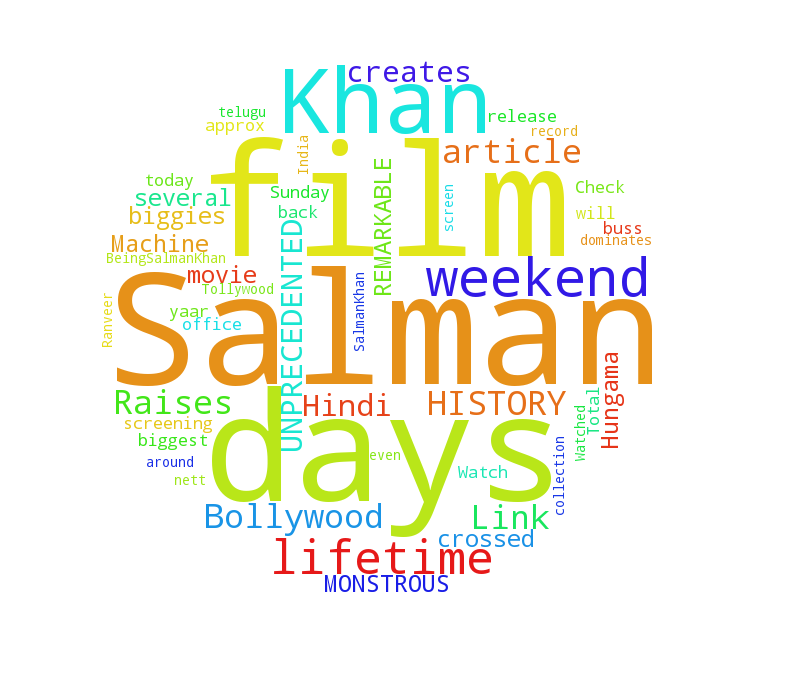 creates
Khan
telugu
release
approx
record
India
article
film
REMARKABLE
today
Sunday
screen
Check
several
back
will
biggies
buss
Machine
dominates
UNPRECEDENTED
BeingSalmanKhan
weekend
movie
Tollywood
SalmanKhan
Salman
Ranveer
yaar
office
Hungama
days
Raises
Hindi
HISTORY
Total
Watched
screening
biggest
collection
around
even
Watch
nett
Bollywood
Link
crossed
lifetime
MONSTROUS